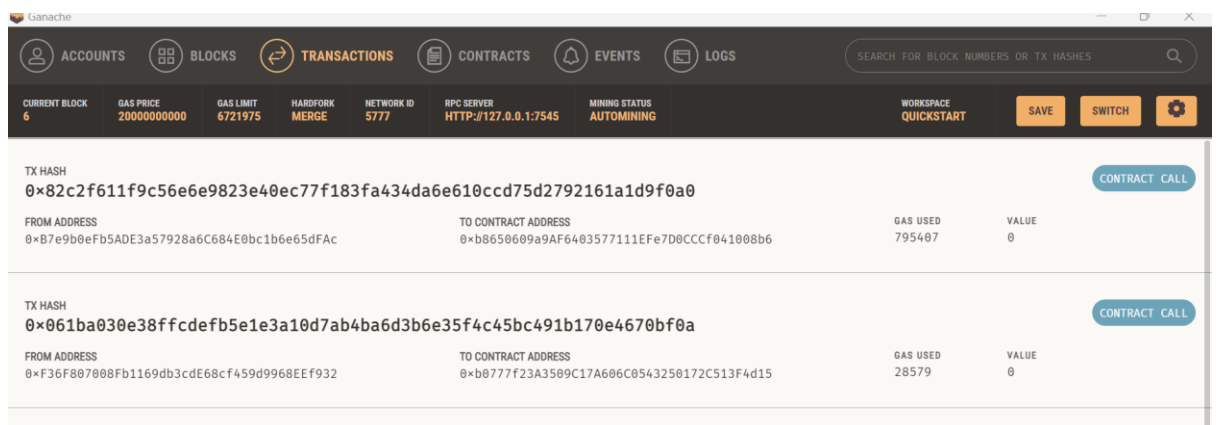 Ganache
ACCOUNTS BLOCKS TRANSACTIONS CONTRACTS EVENTS LOGS SEARCH FOR BLOCK NUMBERS OR TX HASHES
CURRENT BLOCK GAS PRICE GAS LIMIT HARDFORK NETWORK ID RPC SERVER MINING STATUS WORKSPACE
6 20000000000 6721975 MERGE 5777 HTTP://127.0.0.1:7545 AUTOMINING QUICKSTART SAVE SWITCH
TX HASH
0×82c2f611f9c56e6e9823e40ec77f183fa434da6e610ccd75d2792161a1d9f0a0 CONTRACT CALL
FROM ADDRESS TO CONTRACT ADDRESS GAS USED VALUE
0×B7e9b0eFb5ADE3a57928a6C684E0bc1b6e65dFAc 0×b8650609a9AF6403577111EFe7D0CCCf041008b6 795407 0
TX HASH
0×061ba030e38ffcdefb5e1e3a10d7ab4ba6d3b6e35f4c45bc491b170e4670bf0a CONTRACT CALL
FROM ADDRESS TO CONTRACT ADDRESS GAS USED VALUE
0×F36F807008Fb1169db3cdE68cf459d9968EEf932 0×b0777f23A3509C17A606C0543250172C513F4d15 28579 0